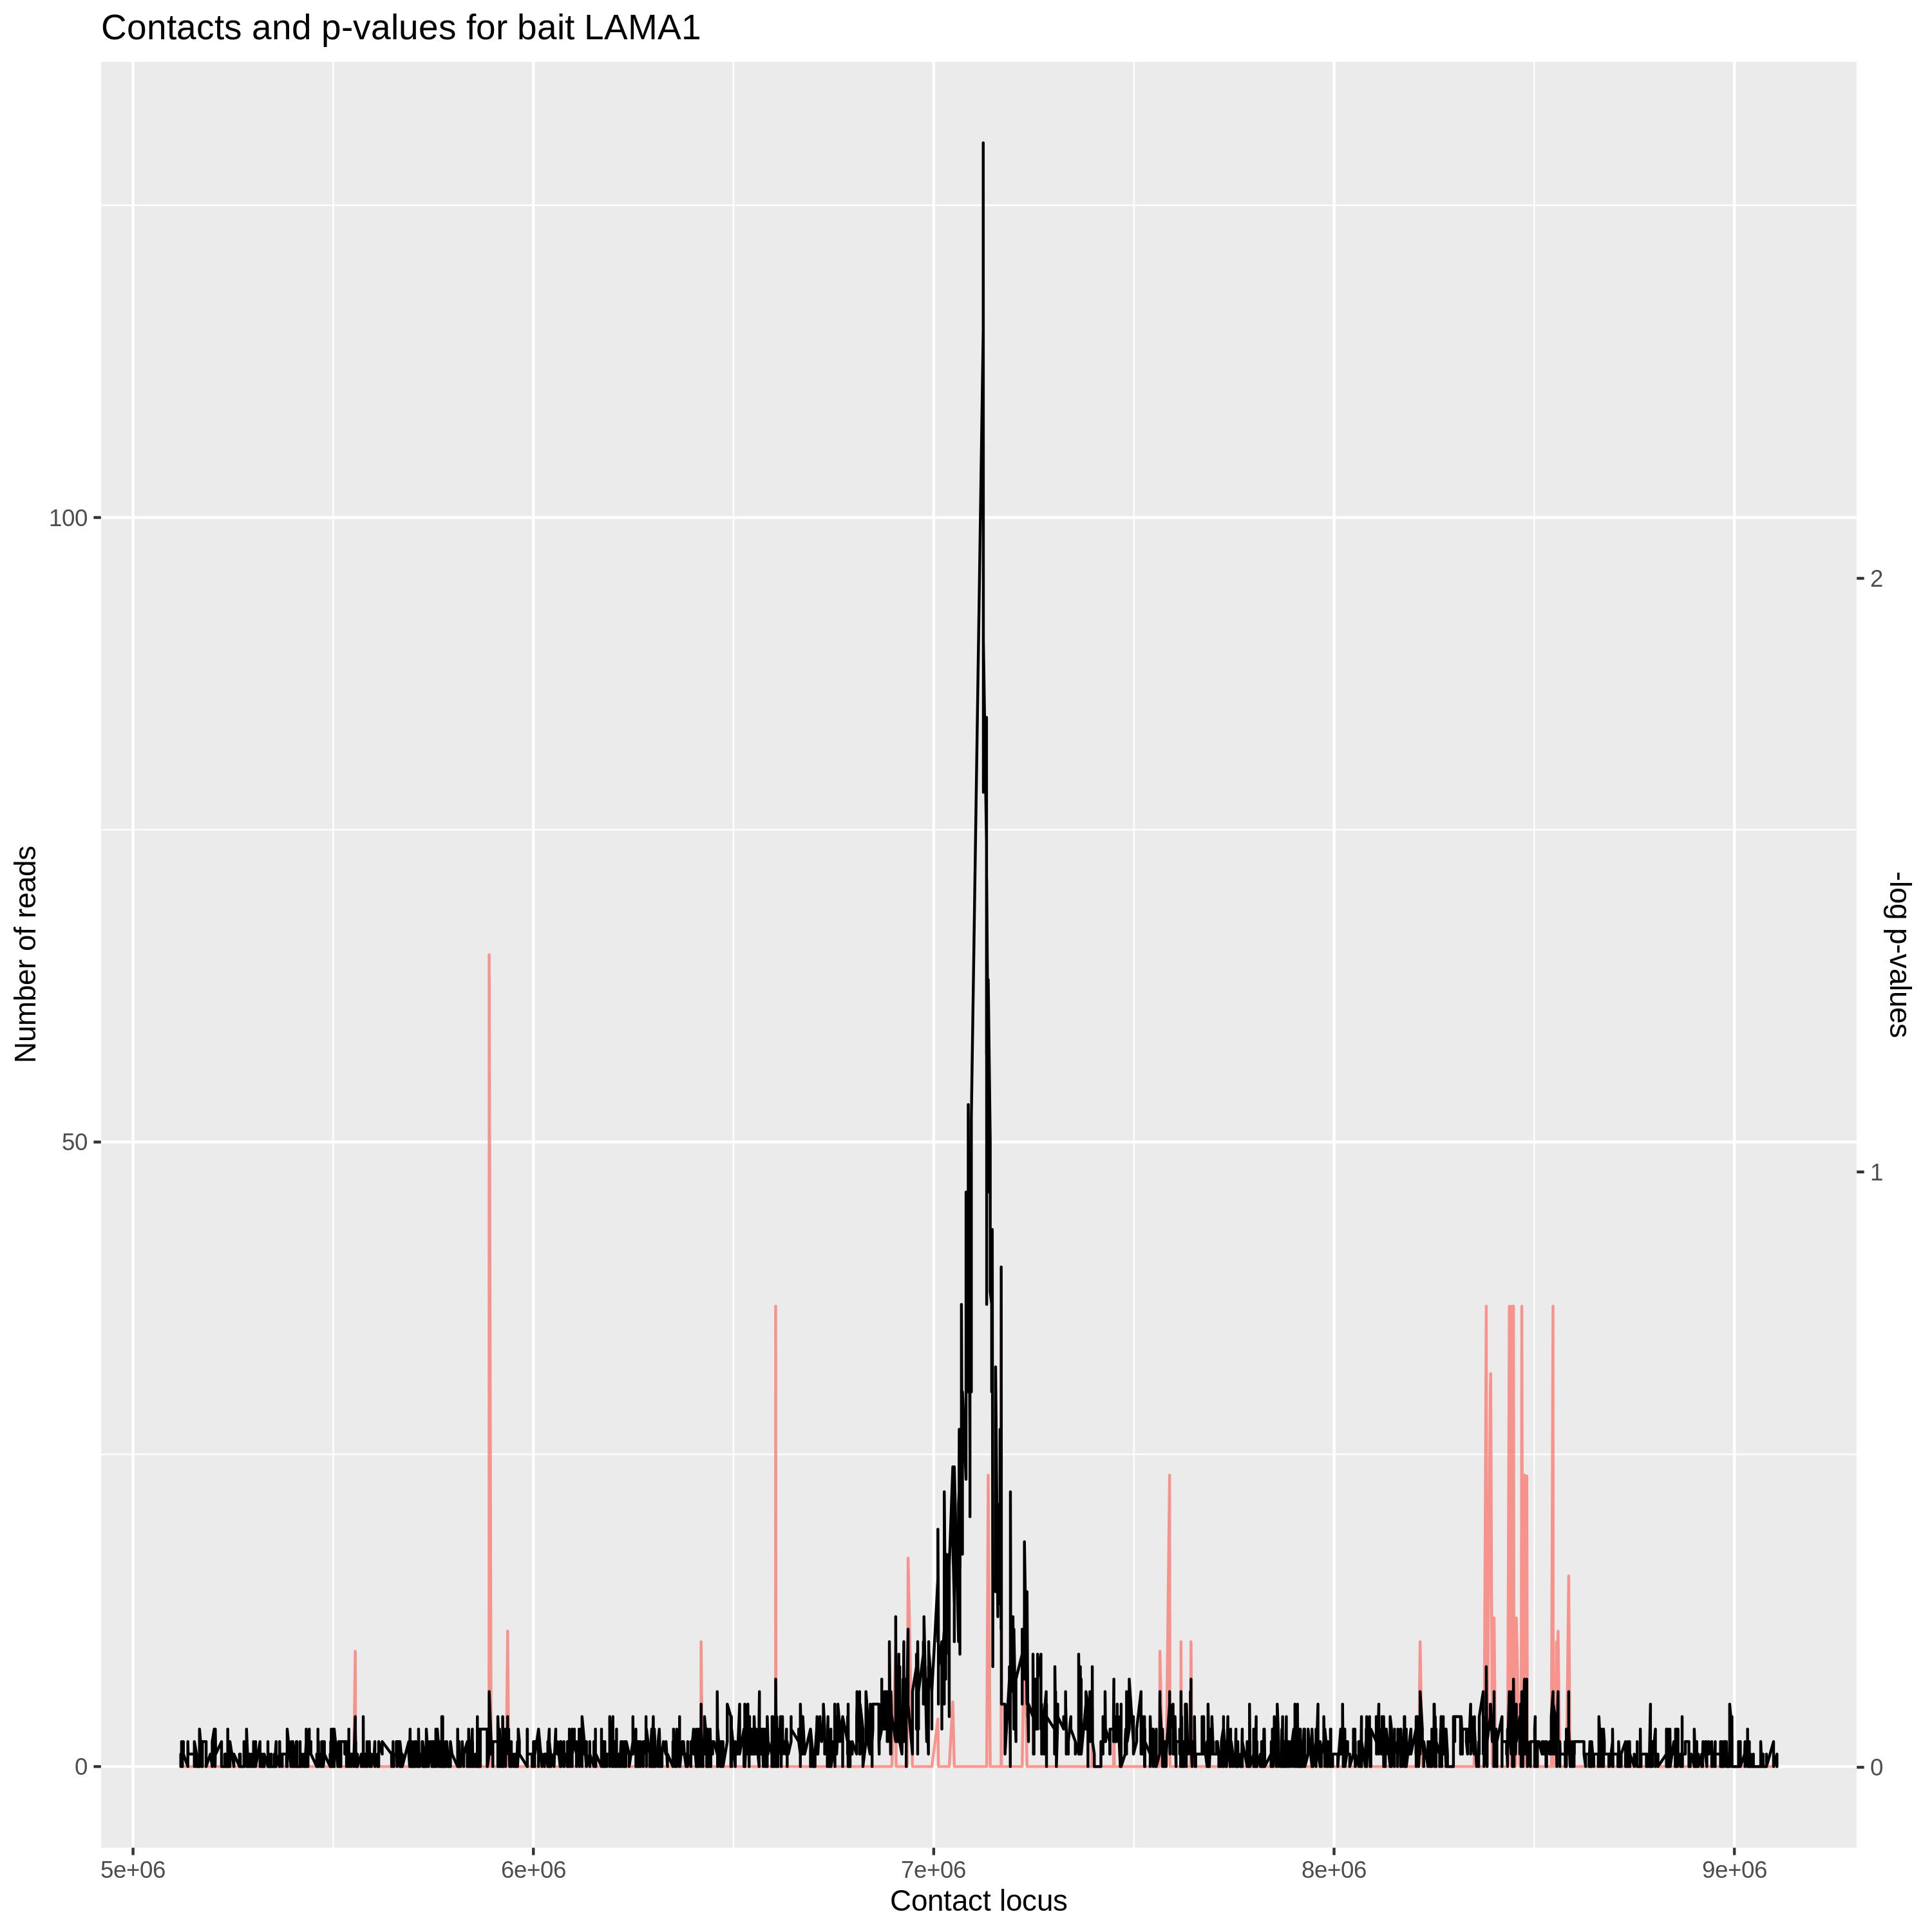 Contacts and p-values for bait LAMA1
100
50
0
Number of reads
2
1
0
-log p-values
5e+06 6e+06 7e+06 8e+06 9e+06
Contact locus